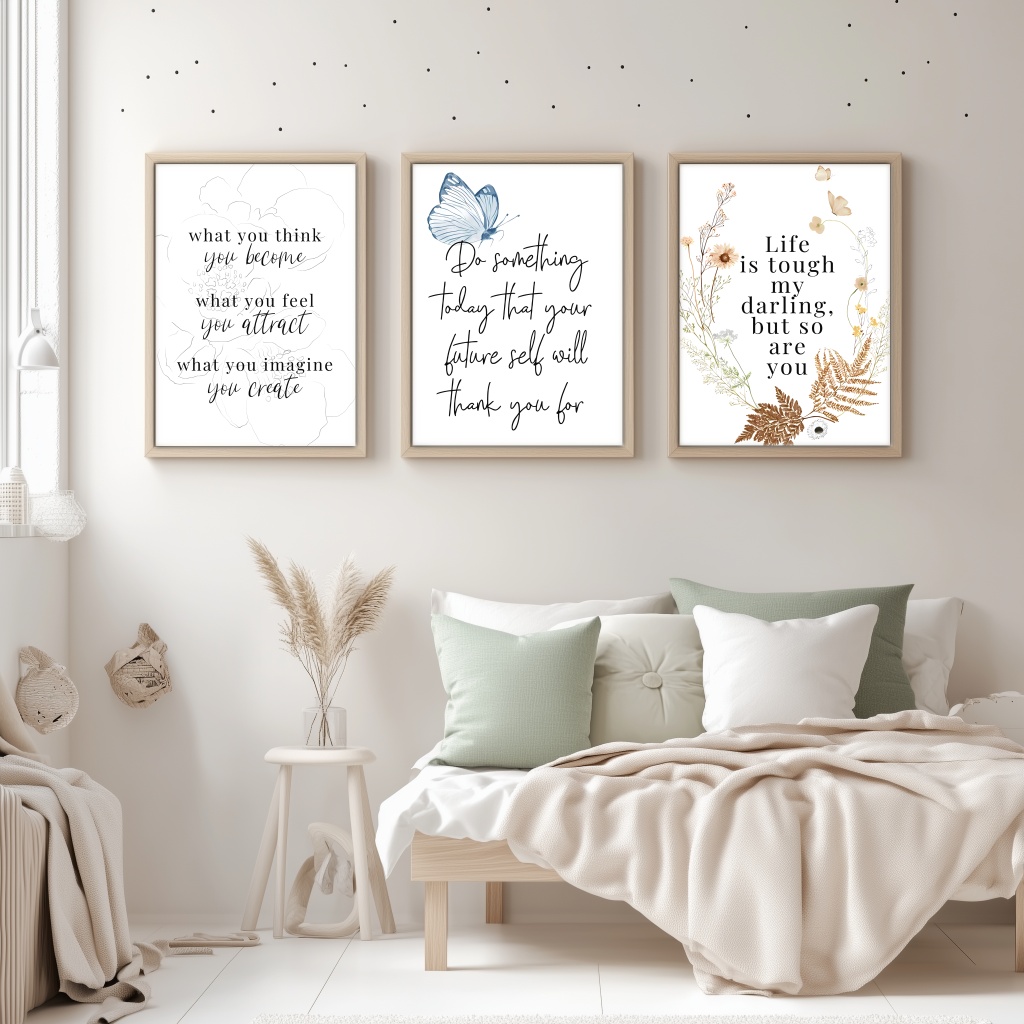 what you think
you become
what you feel
you attract
what you imagine
you create
Do something
today that your
future self will
thank you for
Life
is tough
my
darling,
but so
are
you